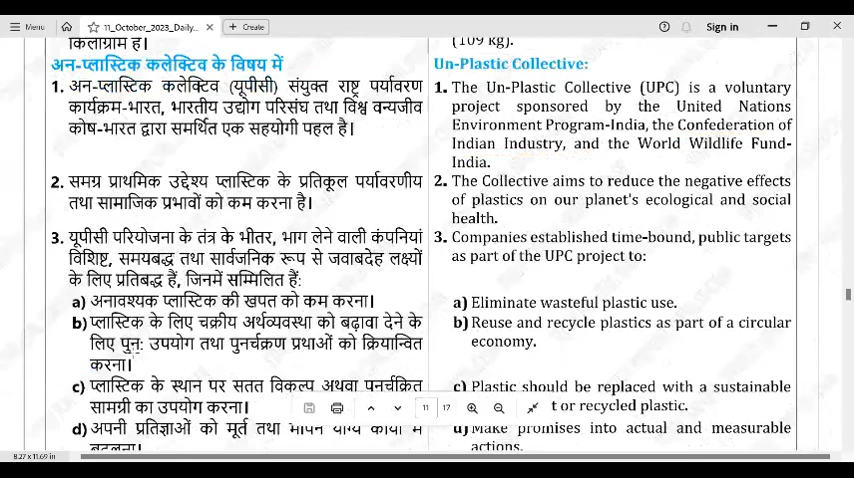 Menu
11_October_2023_Daily...
+ Create
Sign in
किलोग्राम है।
अन-प्लास्टिक कलेक्टिव के विषय में
1. अन-प्लास्टिक कलेक्टिव (यूपीसी) संयुक्त राष्ट्र पर्यावरण
कार्यक्रम-भारत, भारतीय उद्योग परिसंघ तथा विश्व वन्यजीव
कोष-भारत द्वारा समर्थित एक सहयोगी पहल है।
2. समग्र प्राथमिक उद्देश्य प्लास्टिक के प्रतिकूल पर्यावरणीय
तथा सामाजिक प्रभावों को कम करना है।
3. यूपीसी परियोजना के तंत्र के भीतर, भाग लेने वाली कंपनियां
विशिष्ट, समयबद्ध तथा सार्वजनिक रूप से जवाबदेह लक्ष्यों
के लिए प्रतिबद्ध हैं, जिनमें सम्मिलित हैं:
a) अनावश्यक प्लास्टिक की खपत को कम करना।
b) प्लास्टिक के लिए चक्रीय अर्थव्यवस्था को बढ़ावा देने के
लिए पुन: उपयोग तथा पुनर्चक्रण प्रथाओं को क्रियान्वित
करना।
c) प्लास्टिक के स्थान पर सतत विकल्प अथवा पुनर्चक्रित
सामग्री का उपयोग करना।
d) अपनी प्रतिज्ञाओं को मूर्त तथा मापन योग्य कार्यों में
बदलना।
(109 kg).
Un-Plastic Collective:
1. The Un-Plastic Collective (UPC) is a voluntary
project sponsored by the United Nations
Environment Program-India, the Confederation of
Indian Industry, and the World Wildlife Fund-
India.
2. The Collective aims to reduce the negative effects
of plastics on our planet's ecological and social
health.
3. Companies established time-bound, public targets
as part of the UPC project to:
a) Eliminate wasteful plastic use.
b) Reuse and recycle plastics as part of a circular
economy.
c) Plastic should be replaced with a sustainable
t or recycled plastic.
d) Make promises into actual and measurable
actions.
11 17
8.27 x 11.69 in